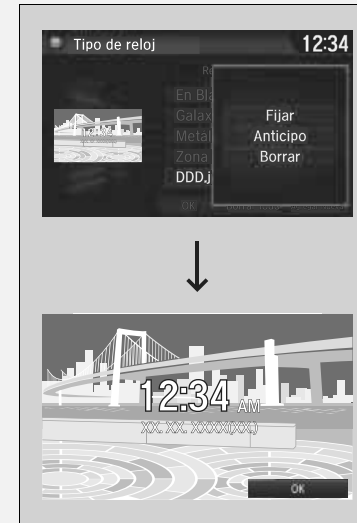 Tipo de reloj 12:34
En Bla
Galax
Metal
Zona
DDD.j
Fijar
Anticipo
Borrar
12:34 AM
XX. XX. XXXX(XX.)
OK